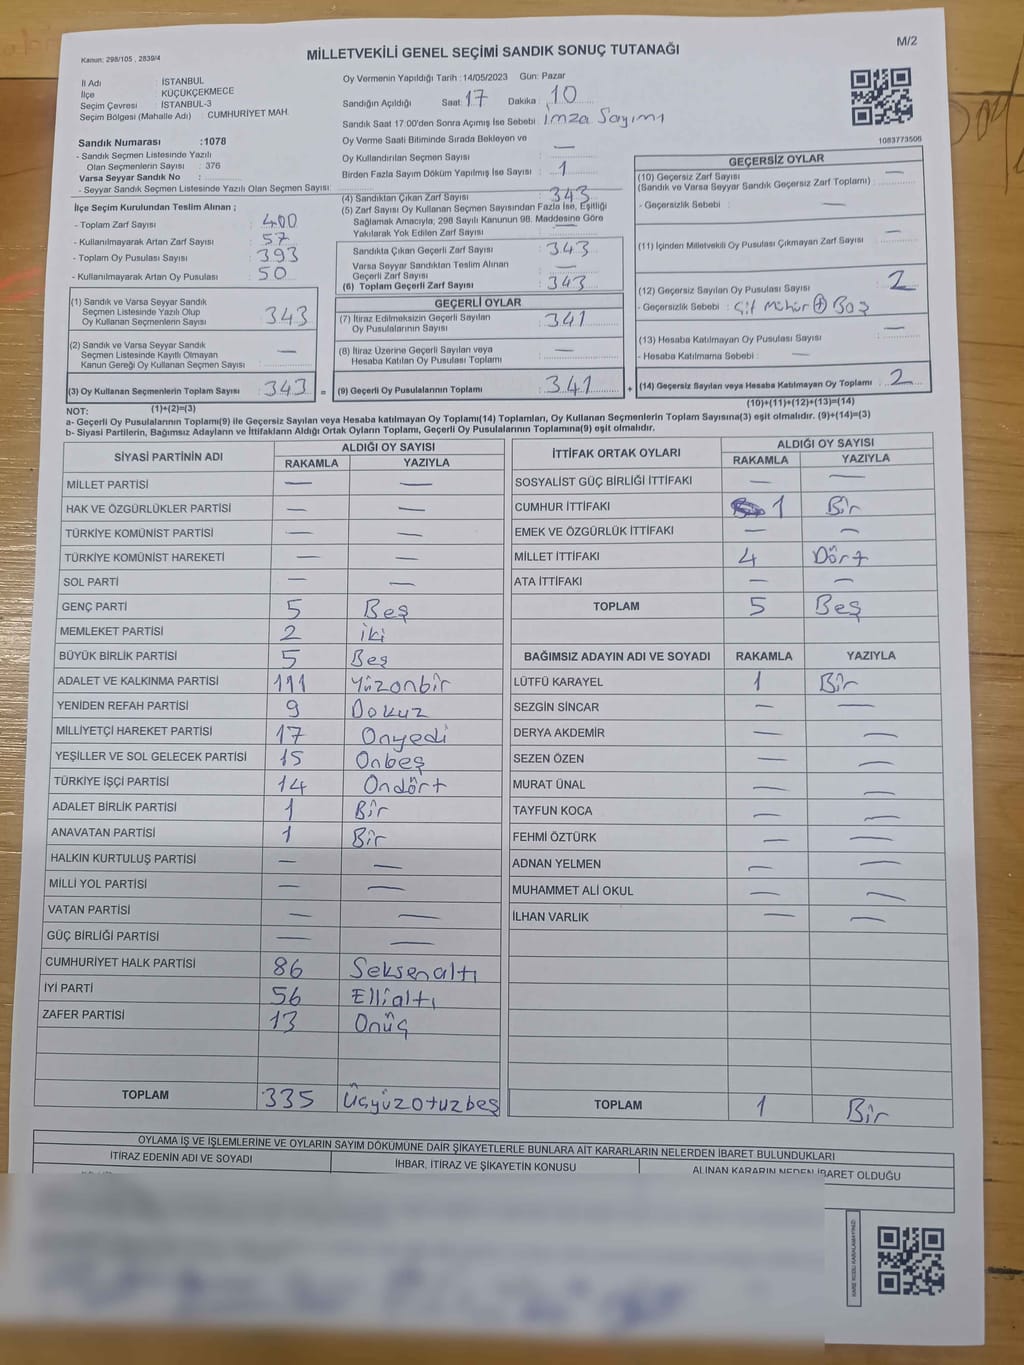 Kanun: 298/105 , 2839/4
MİLLETVEKİLİ GENEL SEÇİMİ SANDIK SONUÇ TUTANAĞI
M/2
İl Adı : İSTANBUL
İlçe : KÜÇÜKÇEKMECE
Seçim Çevresi : İSTANBUL-3
Seçim Bölgesi (Mahalle Adı) : CUMHURİYET MAH.
Sandık Numarası :1078
- Sandık Seçmen Listesinde Yazılı
Olan Seçmenlerin Sayısı : 376
Varsa Seyyar Sandık No :
- Seyyar Sandık Seçmen Listesinde Yazılı Olan Seçmen Sayısı:
İlçe Seçim Kurulundan Teslim Alınan ;
- Toplam Zarf Sayısı : 400
- Kullanılmayarak Artan Zarf Sayısı : 57
- Toplam Oy Pusulası Sayısı : 393
- Kullanılmayarak Artan Oy Pusulası : 50
(1) Sandık ve Varsa Seyyar Sandık
Seçmen Listesinde Yazılı Olup
Oy Kullanan Seçmenlerin Sayısı : 343
(2) Sandık ve Varsa Seyyar Sandık
Seçmen Listesinde Kayıtlı Olmayan
Kanun Gereği Oy Kullanan Seçmen Sayısı : —
(3) Oy Kullanan Seçmenlerin Toplam Sayısı : 343 =
(1)+(2)=(3)
Oy Vermenin Yapıldığı Tarih : 14/05/2023 Gün: Pazar
Sandığın Açıldığı Saat: 17 Dakika : 10
Sandık Saat 17:00'den Sonra Açımış İse Sebebi : İmza Sayımı
Oy Verme Saati Bitiminde Sırada Bekleyen ve
Oy Kullandırılan Seçmen Sayısı : —
Birden Fazla Sayım Döküm Yapılmış İse Sayısı : 1
(4) Sandıktan Çıkan Zarf Sayısı : 343
(5) Zarf Sayısı Oy Kullanan Seçmen Sayısından Fazla İse, Eşitliği
Sağlamak Amacıyla, 298 Sayılı Kanunun 98. Maddesine Göre
Yakılarak Yok Edilen Zarf Sayısı : —
Sandıkta Çıkan Geçerli Zarf Sayısı : 343
Varsa Seyyar Sandıktan Teslim Alınan
Geçerli Zarf Sayısı : —
(6) Toplam Geçerli Zarf Sayısı : 343
GEÇERLİ OYLAR
(7) İtiraz Edilmeksizin Geçerli Sayılan
Oy Pusulalarının Sayısı : 341
(8) İtiraz Üzerine Geçerli Sayılan veya
Hesaba Katılan Oy Pusulası Toplamı : —
(9) Geçerli Oy Pusulalarının Toplamı : 341 +
1083773506
GEÇERSİZ OYLAR
(10) Geçersiz Zarf Sayısı : —
(Sandık ve Varsa Seyyar Sandık Geçersiz Zarf Toplamı)
- Geçersizlik Sebebi : —
(11) İçinden Milletvekili Oy Pusulası Çıkmayan Zarf Sayısı : —
(12) Geçersiz Sayılan Oy Pusulası Sayısı : 2
- Geçersizlik Sebebi : Çift Mühür + Boş
(13) Hesaba Katılmayan Oy Pusulası Sayısı : —
- Hesaba Katılmama Sebebi : —
(14) Geçersiz Sayılan veya Hesaba Katılmayan Oy Toplamı : 2
(10)+(11)+(12)+(13)=(14)
NOT:
a- Geçerli Oy Pusulalarının Toplamı(9) ile Geçersiz Sayılan veya Hesaba katılmayan Oy Toplamı(14) Toplamları, Oy Kullanan Seçmenlerin Toplam Sayısına(3) eşit olmalıdır. (9)+(14)=(3)
b- Siyasi Partilerin, Bağımsız Adayların ve İttifakların Aldığı Ortak Oyların Toplamı, Geçerli Oy Pusulalarının Toplamına(9) eşit olmalıdır.
SİYASİ PARTİNİN ADI ALDIĞI OY SAYISI
RAKAMLA YAZIYLA
MİLLET PARTİSİ — —
HAK VE ÖZGÜRLÜKLER PARTİSİ — —
TÜRKİYE KOMÜNİST PARTİSİ — —
TÜRKİYE KOMÜNİST HAREKETİ — —
SOL PARTİ — —
GENÇ PARTİ 5 Beş
MEMLEKET PARTİSİ 2 iki
BÜYÜK BİRLİK PARTİSİ 5 Beş
ADALET VE KALKINMA PARTİSİ 111 Yüzonbir
YENİDEN REFAH PARTİSİ 9 Dokuz
MİLLİYETÇİ HAREKET PARTİSİ 17 Onyedi
YEŞİLLER VE SOL GELECEK PARTİSİ 15 Onbeş
TÜRKİYE İŞÇİ PARTİSİ 14 Ondört
ADALET BİRLİK PARTİSİ 1 Bir
ANAVATAN PARTİSİ 1 Bir
HALKIN KURTULUŞ PARTİSİ — —
MİLLİ YOL PARTİSİ — —
VATAN PARTİSİ — —
GÜÇ BİRLİĞİ PARTİSİ — —
CUMHURİYET HALK PARTİSİ 86 Seksenaltı
İYİ PARTİ 56 Ellialtı
ZAFER PARTİSİ 13 Onüç
TOPLAM 335 Üçyüzotuzbeş
İTTİFAK ORTAK OYLARI ALDIĞI OY SAYISI
RAKAMLA YAZIYLA
SOSYALİST GÜÇ BİRLİĞİ İTTİFAKI — —
CUMHUR İTTİFAKI 1 Bir
EMEK VE ÖZGÜRLÜK İTTİFAKI — —
MİLLET İTTİFAKI 4 Dört
ATA İTTİFAKI — —
TOPLAM 5 Beş
BAĞIMSIZ ADAYIN ADI VE SOYADI RAKAMLA YAZIYLA
LÜTFÜ KARAYEL 1 Bir
SEZGİN SİNCAR — —
DERYA AKDEMİR — —
SEZEN ÖZEN — —
MURAT ÜNAL — —
TAYFUN KOCA — —
FEHMİ ÖZTÜRK — —
ADNAN YELMEN — —
MUHAMMET ALİ OKUL — —
İLHAN VARLIK — —
TOPLAM 1 Bir
OYLAMA İŞ VE İŞLEMLERİNE VE OYLARIN SAYIM DÖKÜMÜNE DAİR ŞİKAYETLERLE BUNLARA AİT KARARLARIN NELERDEN İBARET BULUNDUKLARI
İTİRAZ EDENİN ADI VE SOYADI
İHBAR, İTİRAZ VE ŞİKAYETİN KONUSU
ALINAN KARARIN NEDEN İBARET OLDUĞU
KARE KODU KARALAMAYINIZ!